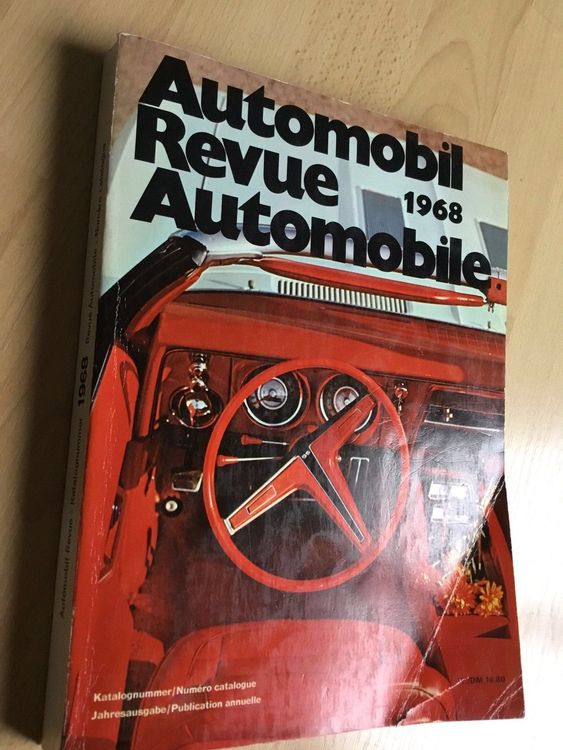 Automobil
Revue 1968
Automobile
Katalognummer/Numéro catalogue
Jahresausgabe/Publication annuelle
DM 16.80
Automobil Revue · Katalognummer 1968 Revue Automobile · Numéro catalogue